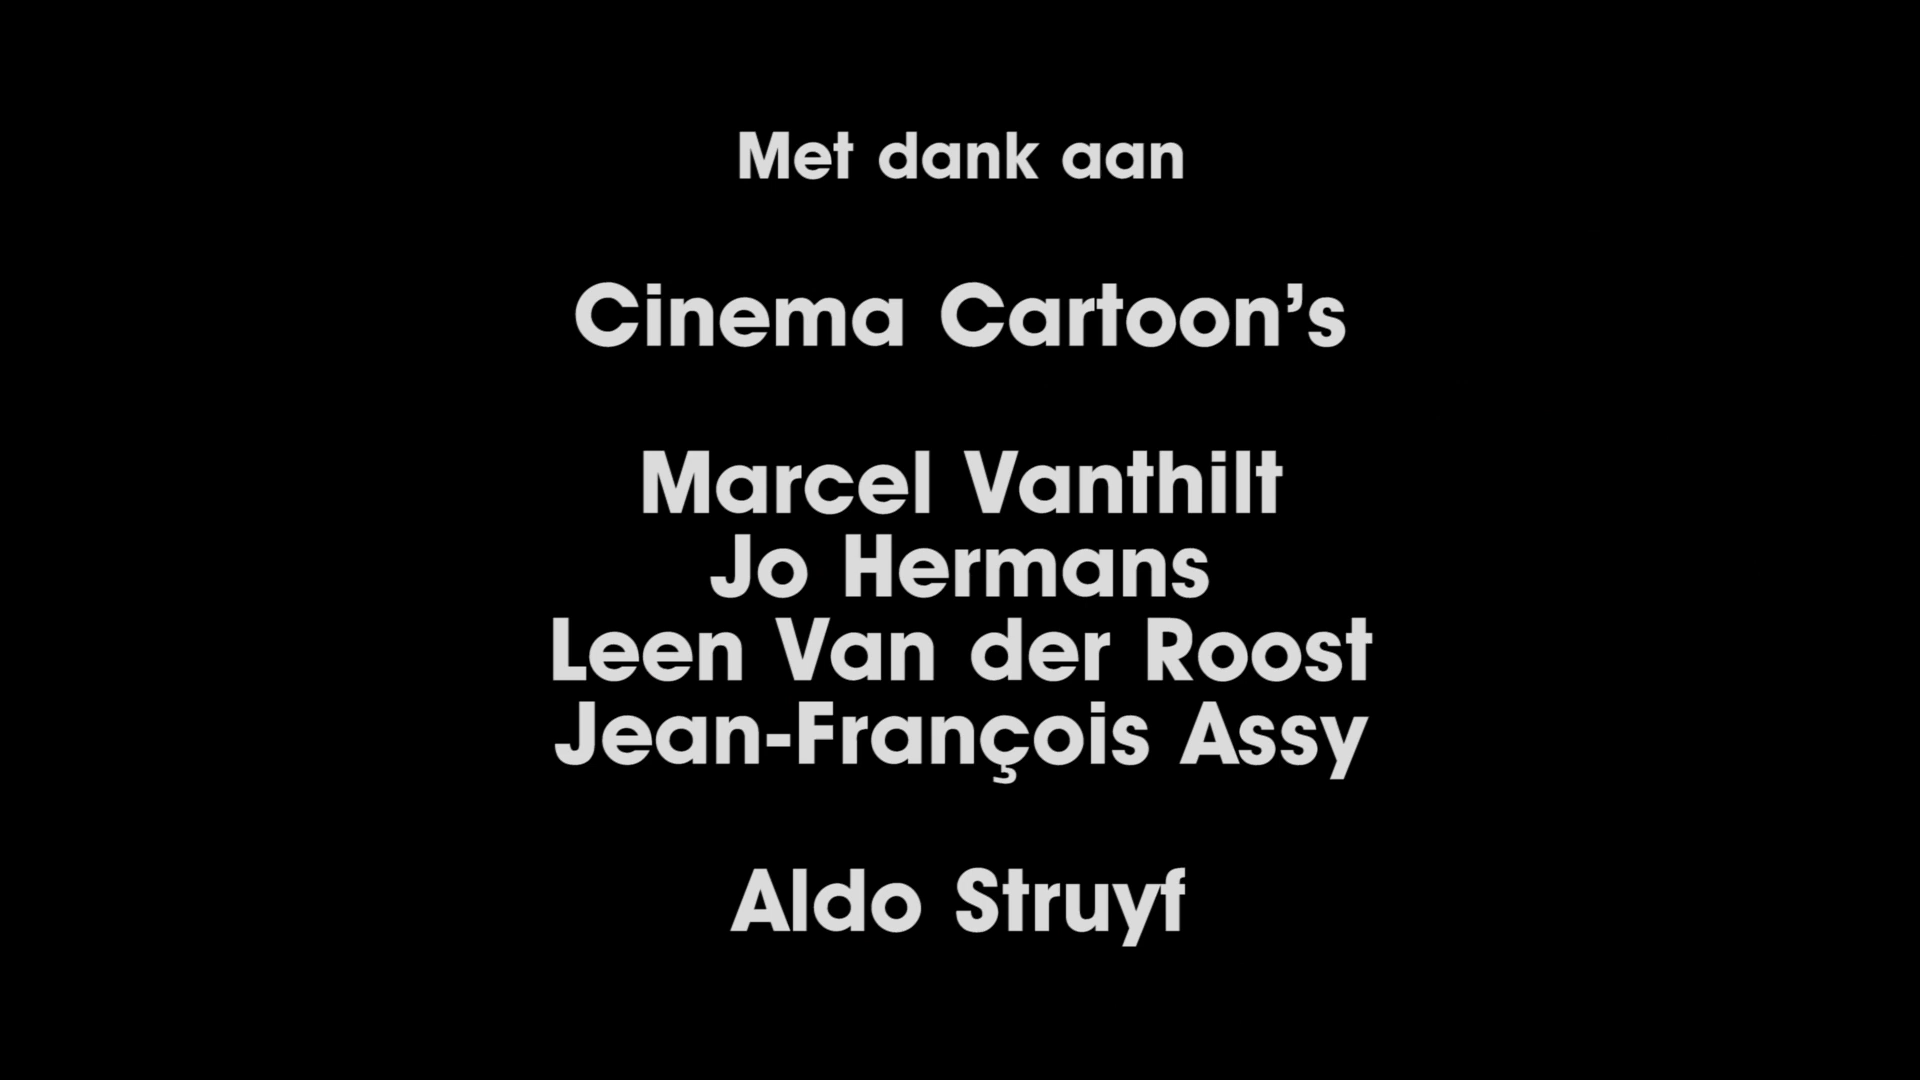 Met dank aan
Cinema Cartoon’s
Marcel Vanthilt
Jo Hermans
Leen Van der Roost
Jean-François Assy
Aldo Struyf